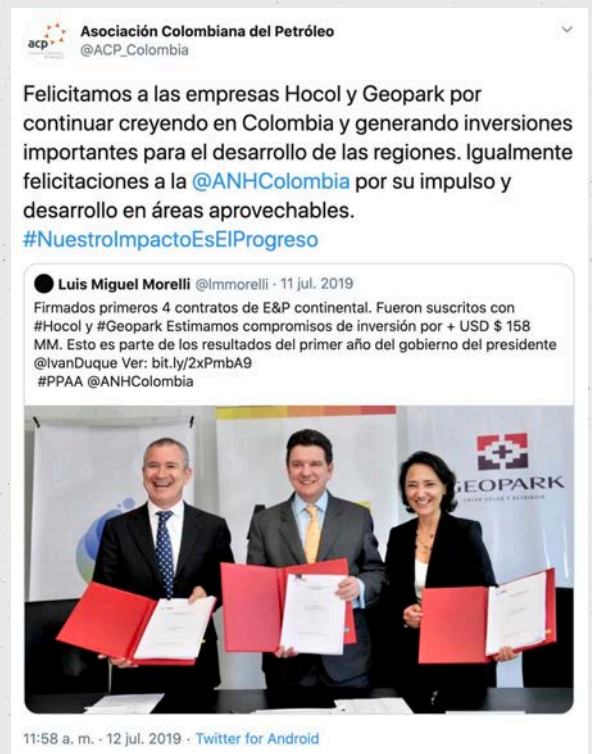 acp
Asociación Colombiana del Petróleo
@ACP_Colombia
Felicitamos a las empresas Hocol y Geopark por
continuar creyendo en Colombia y generando inversiones
importantes para el desarrollo de las regiones. Igualmente
felicitaciones a la @ANHColombia por su impulso y
desarrollo en áreas aprovechables.
#NuestroImpactoEsElProgreso
Luis Miguel Morelli @lmmorelli · 11 jul. 2019
Firmados primeros 4 contratos de E&P continental. Fueron suscritos con
#Hocol y #Geopark Estimamos compromisos de inversión por + USD $ 158
MM. Esto es parte de los resultados del primer año del gobierno del presidente
@IvanDuque Ver: bit.ly/2xPmbA9
#PPAA @ANHColombia
GEOPARK
CREAR VALOR Y RETRIBUIR
11:58 a. m. · 12 jul. 2019 · Twitter for Android